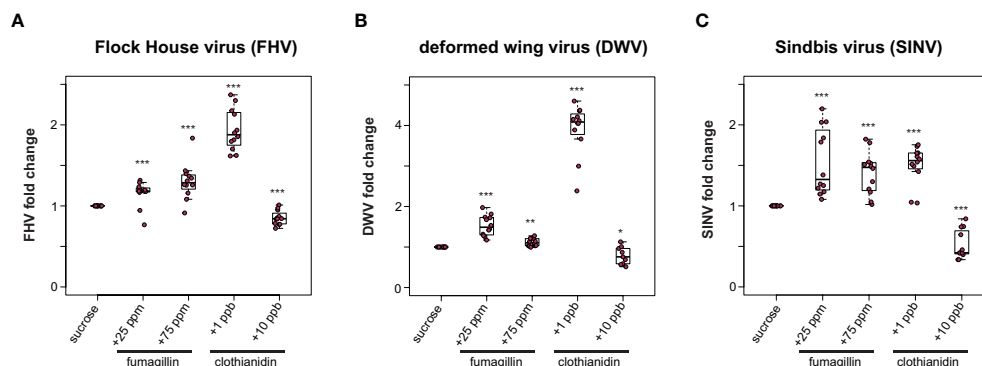 A
Flock House virus (FHV)
FHV fold change
2
1
0
***
***
***
***
sucrose
+25 ppm
+75 ppm
+1 ppb
+10 ppb
fumagillin
clothianidin
B
deformed wing virus (DWV)
DWV fold change
4
2
1
0
***
**
***
*
sucrose
+25 ppm
+75 ppm
+1 ppb
+10 ppb
fumagillin
clothianidin
C
Sindbis virus (SINV)
SINV fold change
2
1
0
***
***
***
***
sucrose
+25 ppm
+75 ppm
+1 ppb
+10 ppb
fumagillin
clothianidin